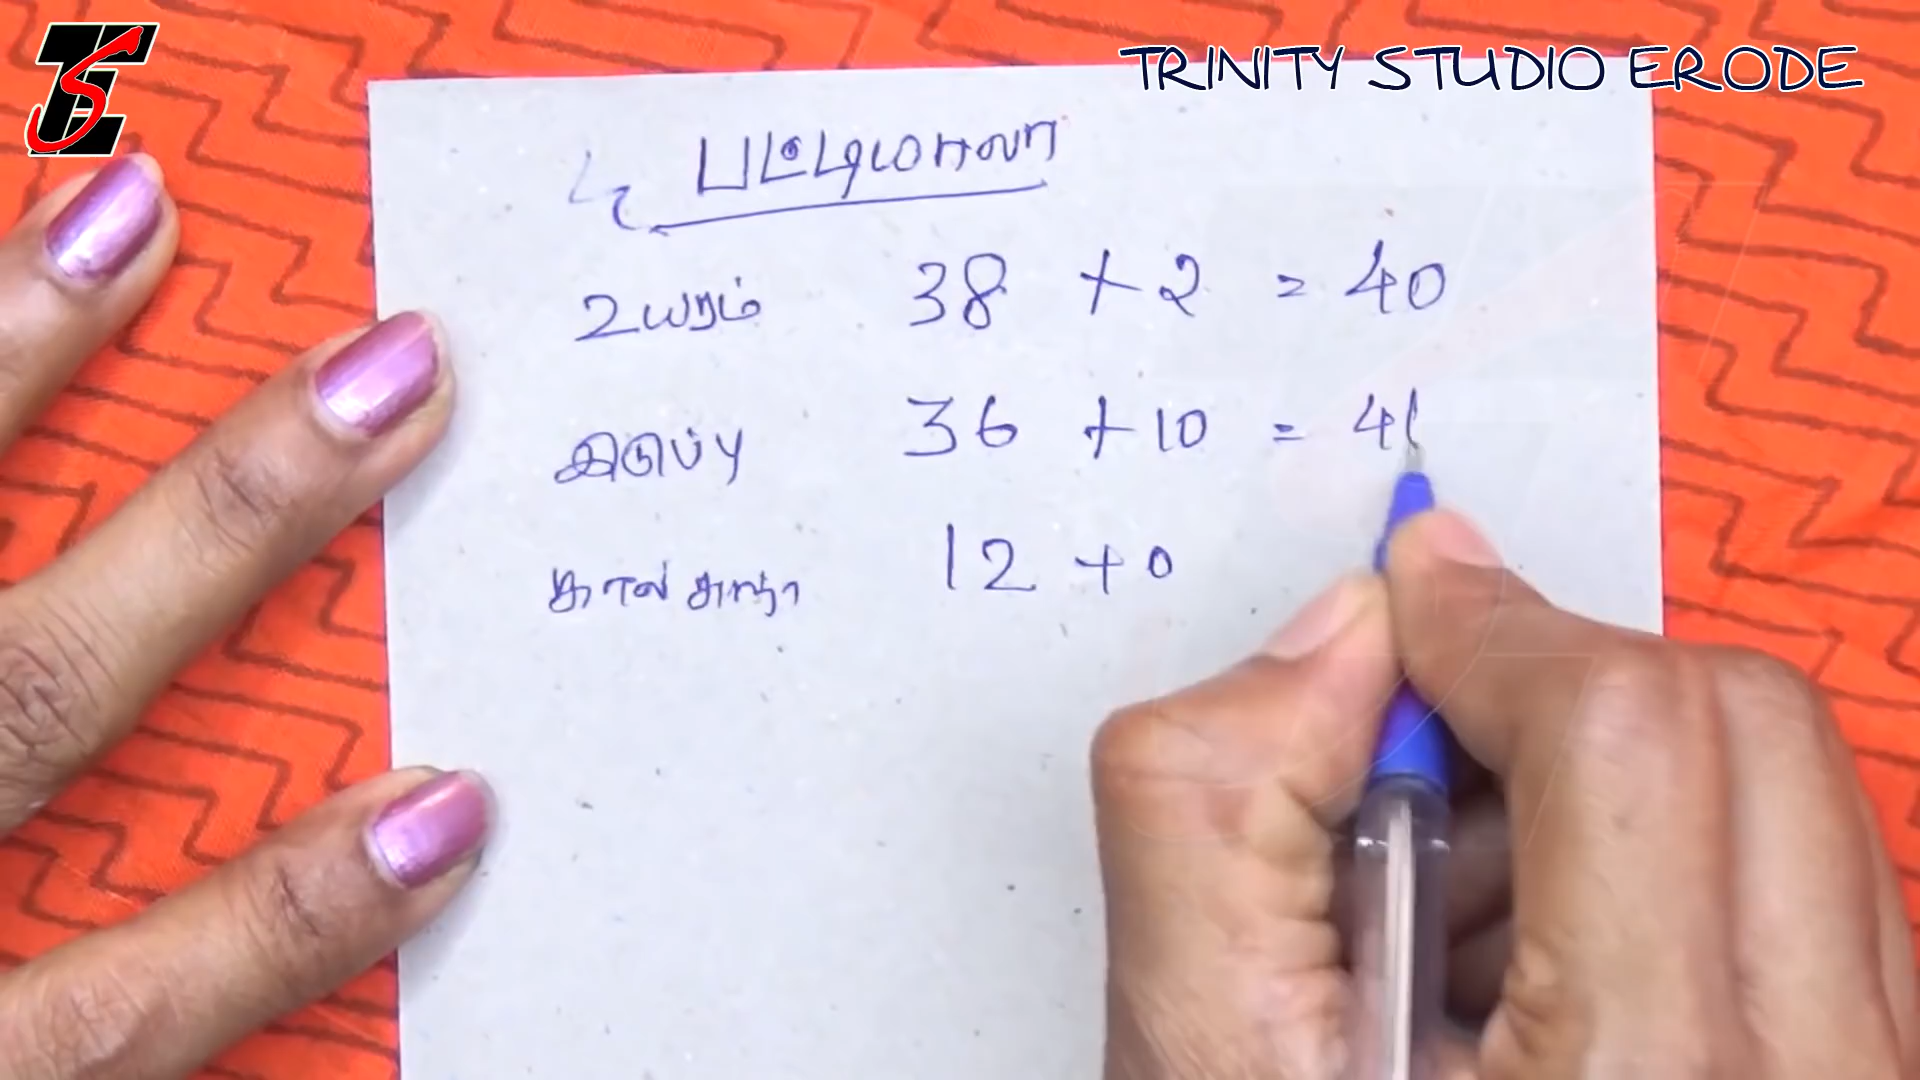 TRINITY STUDIO ERODE
பட்டியாலா
உயரம் 38 + 2 = 40
இடுப்பு 36 + 10 = 4
கால் சுற்று 12 + 0